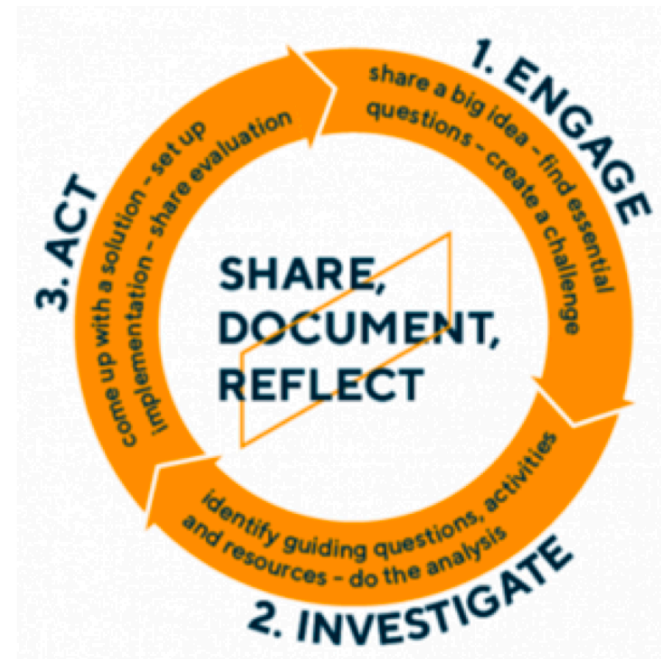 1. ENGAGE
share a big idea - find essential
questions - create a challenge
2. INVESTIGATE
identify guiding questions, activities
and resources - do the analysis
3. ACT
come up with a solution - set up
implementation - share evaluation
SHARE,
DOCUMENT,
REFLECT